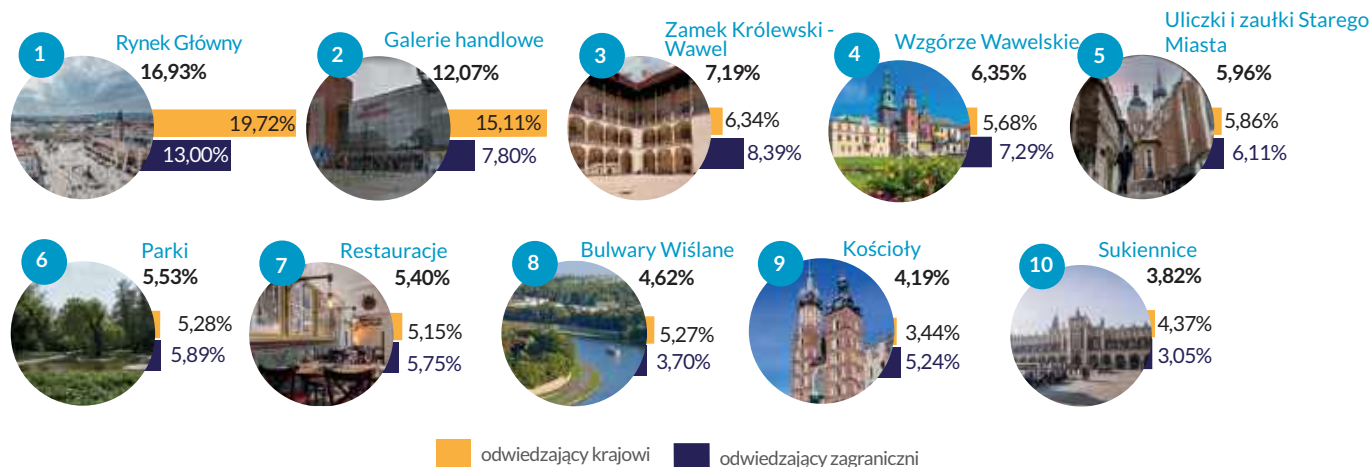 1
Rynek Główny
16,93%
19,72%
13,00%
2
Galerie handlowe
12,07%
15,11%
7,80%
3
Zamek Królewski -
Wawel
7,19%
6,34%
8,39%
4
Wzgórze Wawelskie
6,35%
5,68%
7,29%
5
Uliczki i zaułki Starego
Miasta
5,96%
5,86%
6,11%
6
Parki
5,53%
5,28%
5,89%
7
Restauracje
5,40%
5,15%
5,75%
8
Bulwary Wiślane
4,62%
5,27%
3,70%
9
Kościoły
4,19%
3,44%
5,24%
10
Sukiennice
3,82%
4,37%
3,05%
odwiedzający krajowi
odwiedzający zagraniczni